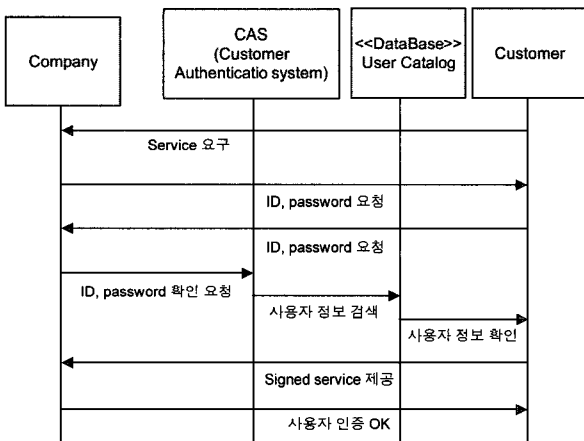 Company
CAS
(Customer
Authenticatio system)
<<DataBase>>
User Catalog
Customer
Service 요구
ID, password 요청
ID, password 요청
ID, password 확인 요청
사용자 정보 검색
사용자 정보 확인
Signed service 제공
사용자 인증 OK